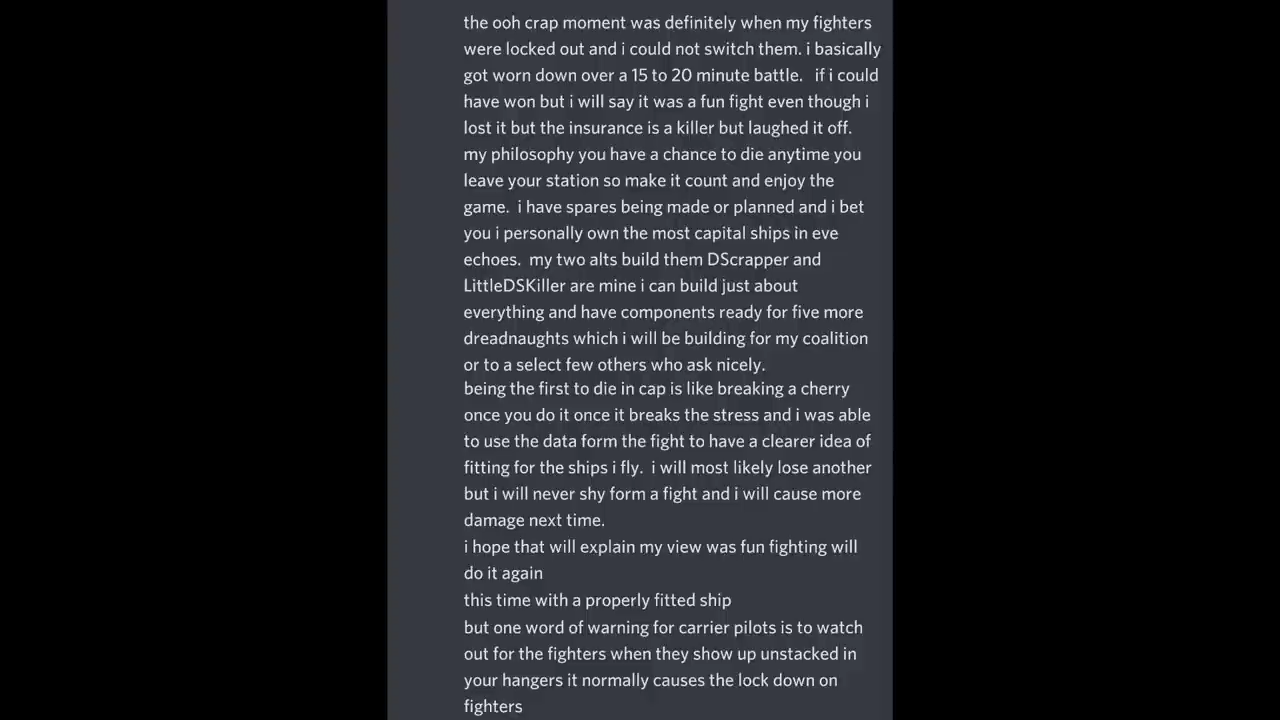 the ooh crap moment was definitely when my fighters
were locked out and i could not switch them. i basically
got worn down over a 15 to 20 minute battle.   if i could
have won but i will say it was a fun fight even though i
lost it but the insurance is a killer but laughed it off.
my philosophy you have a chance to die anytime you
leave your station so make it count and enjoy the
game.  i have spares being made or planned and i bet
you i personally own the most capital ships in eve
echoes.  my two alts build them DScrapper and
LittleDSKiller are mine i can build just about
everything and have components ready for five more
dreadnaughts which i will be building for my coalition
or to a select few others who ask nicely.
being the first to die in cap is like breaking a cherry
once you do it once it breaks the stress and i was able
to use the data form the fight to have a clearer idea of
fitting for the ships i fly.  i will most likely lose another
but i will never shy form a fight and i will cause more
damage next time.
i hope that will explain my view was fun fighting will
do it again
this time with a properly fitted ship
but one word of warning for carrier pilots is to watch
out for the fighters when they show up unstacked in
your hangers it normally causes the lock down on
fighters